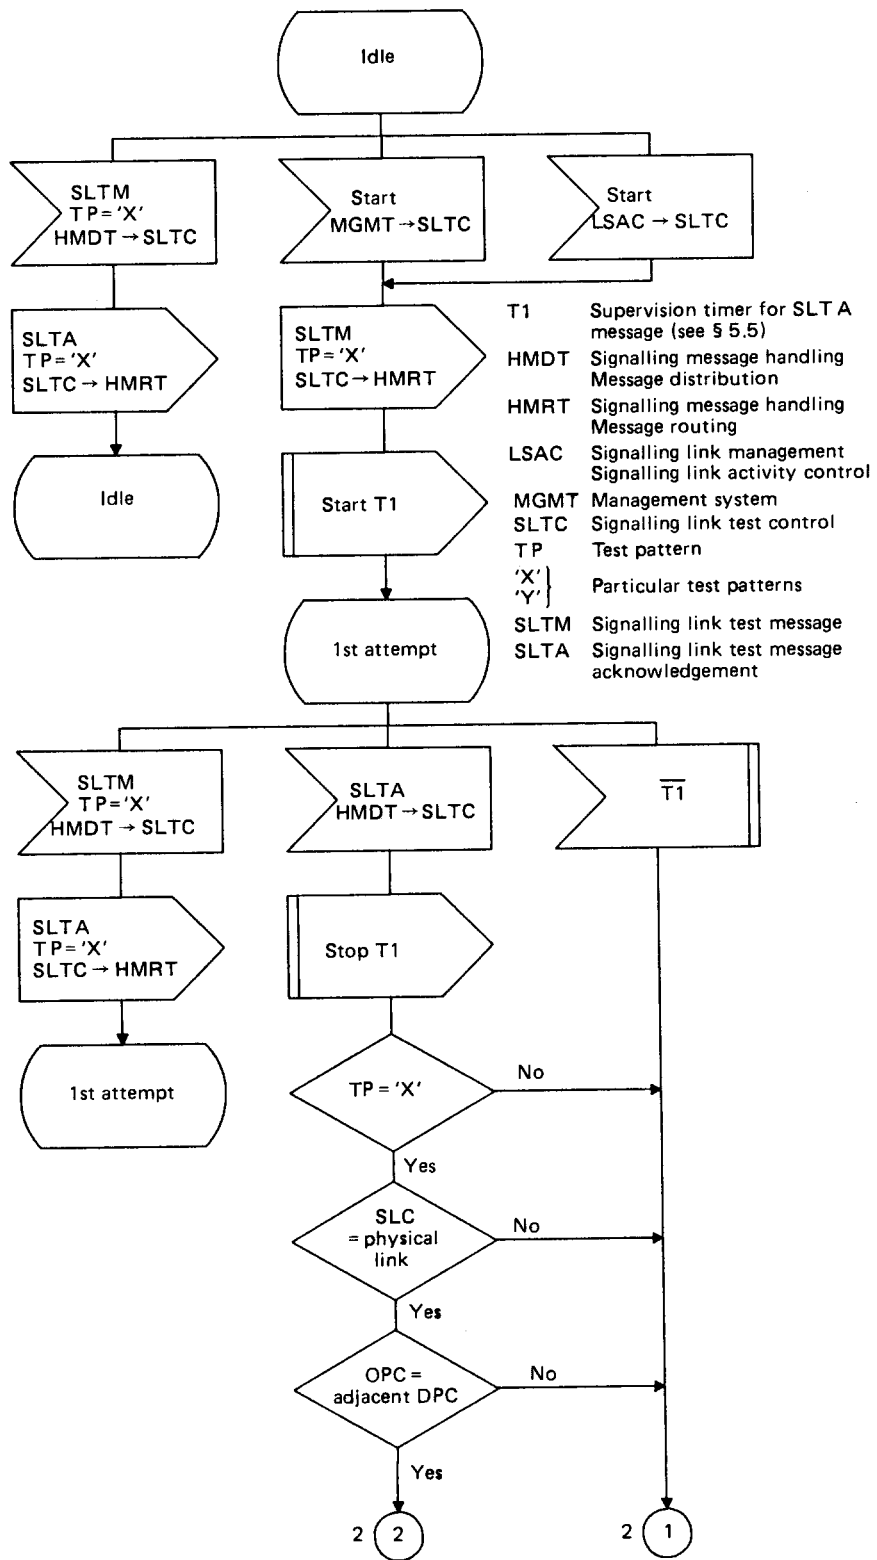 Idle
SLTM
TP = 'X'
HMDT → SLTC
Start
MGMT → SLTC
Start
LSAC → SLTC
SLTA
TP = 'X'
SLTC → HMRT
SLTM
TP = 'X'
SLTC → HMRT
Idle
Start T1
T1 Supervision timer for SLTA
message (see § 5.5)
HMDT Signalling message handling
Message distribution
HMRT Signalling message handling
Message routing
LSAC Signalling link management
Signalling link activity control
MGMT Management system
SLTC Signalling link test control
TP Test pattern
'X'
'Y' } Particular test patterns
SLTM Signalling link test message
SLTA Signalling link test message
acknowledgement
1st attempt
SLTM
TP = 'X'
HMDT → SLTC
SLTA
HMDT → SLTC
T̅1̅
SLTA
TP = 'X'
SLTC → HMRT
Stop T1
1st attempt
TP = 'X'
No
Yes
SLC
= physical
link
No
Yes
OPC =
adjacent DPC
No
Yes
2 2
2 1